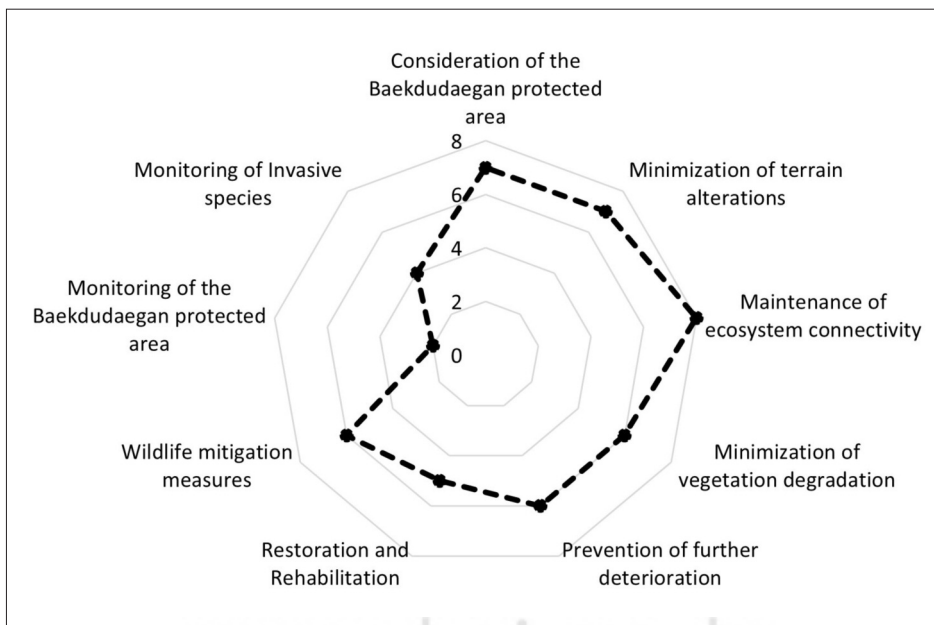 Consideration of the
Baekdudaegan protected
area
Minimization of terrain
alterations
Maintenance of
ecosystem connectivity
Minimization of
vegetation degradation
Prevention of further
deterioration
Restoration and
Rehabilitation
Wildlife mitigation
measures
Monitoring of the
Baekdudaegan protected
area
Monitoring of Invasive
species
8
6
4
2
0